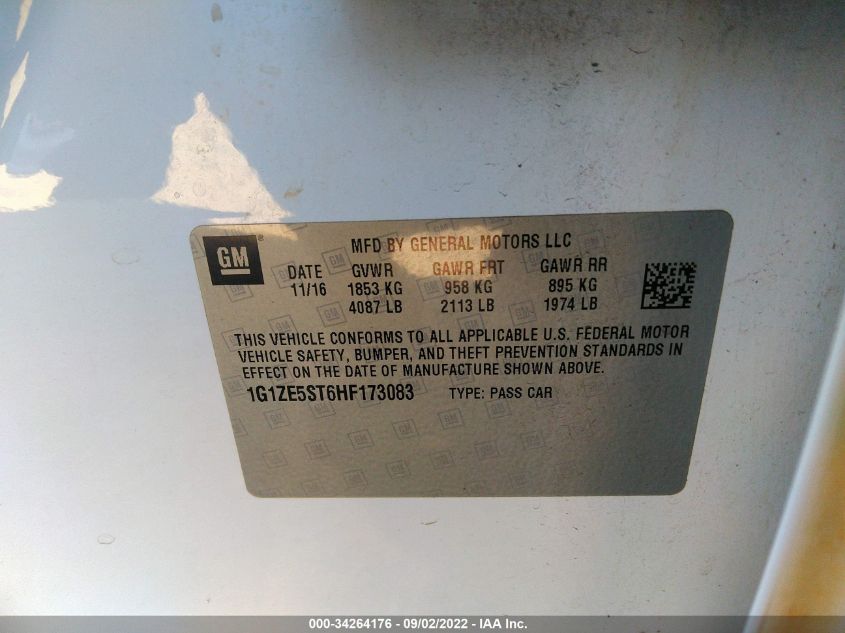 GM ® MFD BY GENERAL MOTORS LLC
DATE GVWR GAWR FRT GAWR RR
11/16 1853 KG 958 KG 895 KG
4087 LB 2113 LB 1974 LB
THIS VEHICLE CONFORMS TO ALL APPLICABLE U.S. FEDERAL MOTOR
VEHICLE SAFETY, BUMPER, AND THEFT PREVENTION STANDARDS IN
EFFECT ON THE DATE OF MANUFACTURE SHOWN ABOVE.
1G1ZE5ST6HF173083 TYPE: PASS CAR
000-34264176 - 09/02/2022 - IAA Inc.